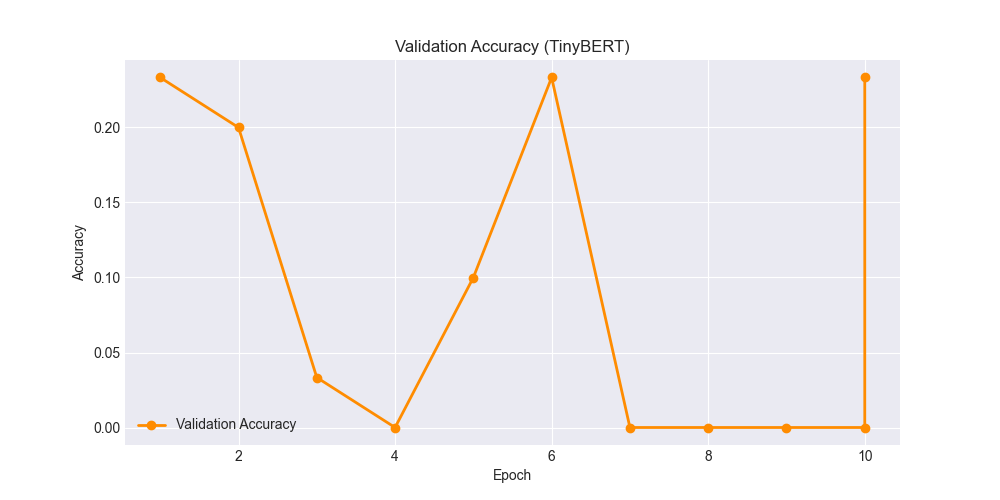 Validation Accuracy (TinyBERT)
0.20
0.15
0.10
0.05
0.00
Accuracy
Validation Accuracy
2
4
6
8
10
Epoch